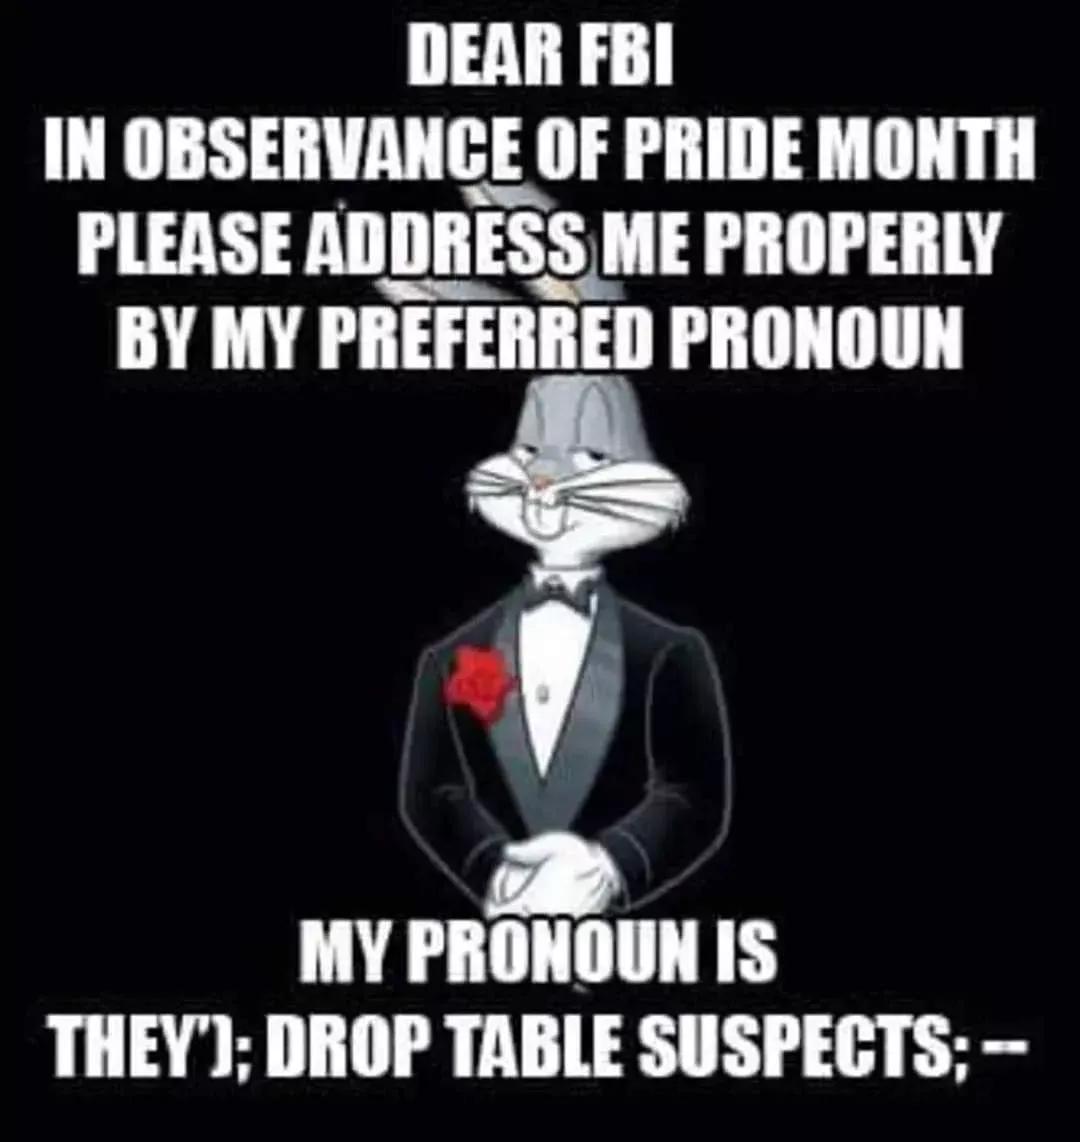 DEAR FBI
IN OBSERVANCE OF PRIDE MONTH
PLEASE ADDRESS ME PROPERLY
BY MY PREFERRED PRONOUN
MY PRONOUN IS
THEY'); DROP TABLE SUSPECTS; --